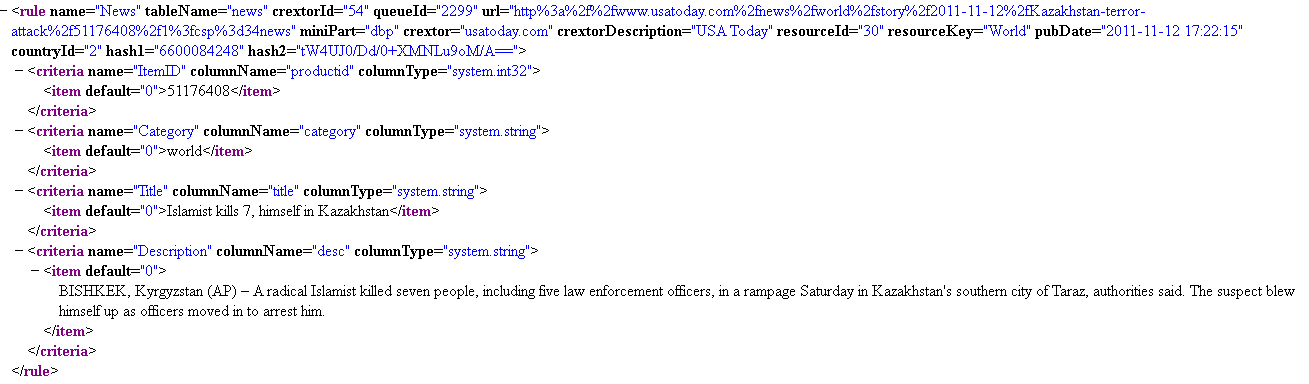 − <rule name="News" tableName="news" crextorId="54" queueId="2299" url="http%3a%2f%2fwww.usatoday.com%2fnews%2fworld%2fstory%2f2011-11-12%2fKazakhstan-terror-
attack%2f51176408%2f1%3fcsp%3d34news" miniPart="dbp" crextor="usatoday.com" crextorDescription="USA Today" resourceId="30" resourceKey="World" pubDate="2011-11-12 17:22:15"
countryId="2" hash1="6600084248" hash2="tW4UI0/Dd/0+XMNLu9oM/A==">
− <criteria name="ItemID" columnName="productid" columnType="system.int32">
<item default="0">51176408</item>
</criteria>
− <criteria name="Category" columnName="category" columnType="system.string">
<item default="0">world</item>
</criteria>
− <criteria name="Title" columnName="title" columnType="system.string">
<item default="0">Islamist kills 7, himself in Kazakhstan</item>
</criteria>
− <criteria name="Description" columnName="desc" columnType="system.string">
− <item default="0">
BISHKEK, Kyrgyzstan (AP) – A radical Islamist killed seven people, including five law enforcement officers, in a rampage Saturday in Kazakhstan's southern city of Taraz, authorities said. The suspect blew
himself up as officers moved in to arrest him.
</item>
</criteria>
</rule>